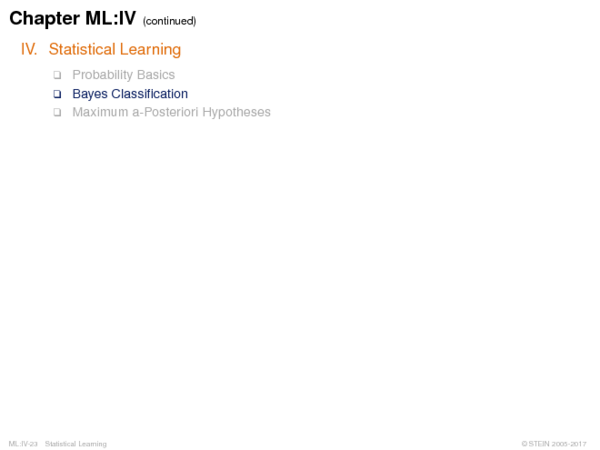 Chapter ML:IV (continued)
IV. Statistical Learning
❑ Probability Basics
❑ Bayes Classification
❑ Maximum a-Posteriori Hypotheses
ML:IV-23 Statistical Learning © STEIN 2005-2017